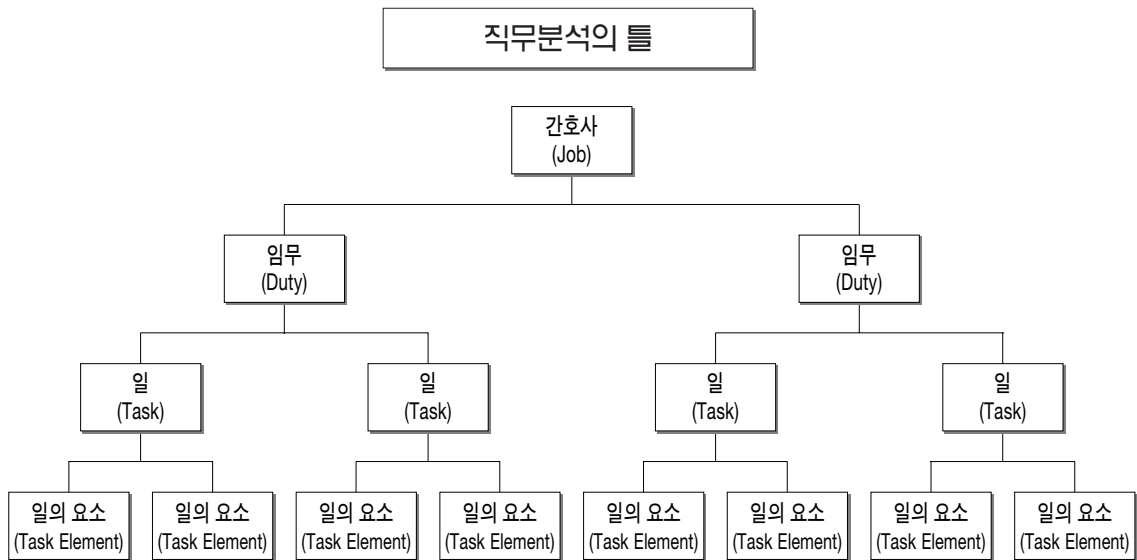 직무분석의 틀
간호사
(Job)
임무
(Duty)
임무
(Duty)
일
(Task)
일
(Task)
일
(Task)
일
(Task)
일의 요소
(Task Element)
일의 요소
(Task Element)
일의 요소
(Task Element)
일의 요소
(Task Element)
일의 요소
(Task Element)
일의 요소
(Task Element)
일의 요소
(Task Element)
일의 요소
(Task Element)